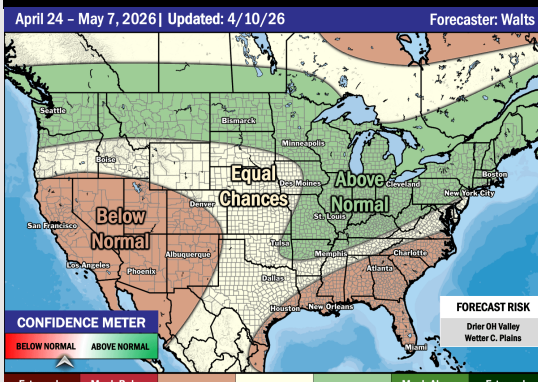 April 24 – May 7, 2026 | Updated: 4/10/26
Forecaster: Walts
Seattle
Bismarck
Minneapolis
Boise
Equal
Chances
Des Moines
Above
Normal
Cleveland
Boston
New York City
Denver
St. Louis
Below
Normal
San Francisco
Tulsa
Memphis
Charlotte
Albuquerque
Los Angeles
Phoenix
Dallas
Atlanta
Houston
New Orleans
Miami
CONFIDENCE METER
BELOW NORMAL
ABOVE NORMAL
FORECAST RISK
Drier OH Valley
Wetter C. Plains